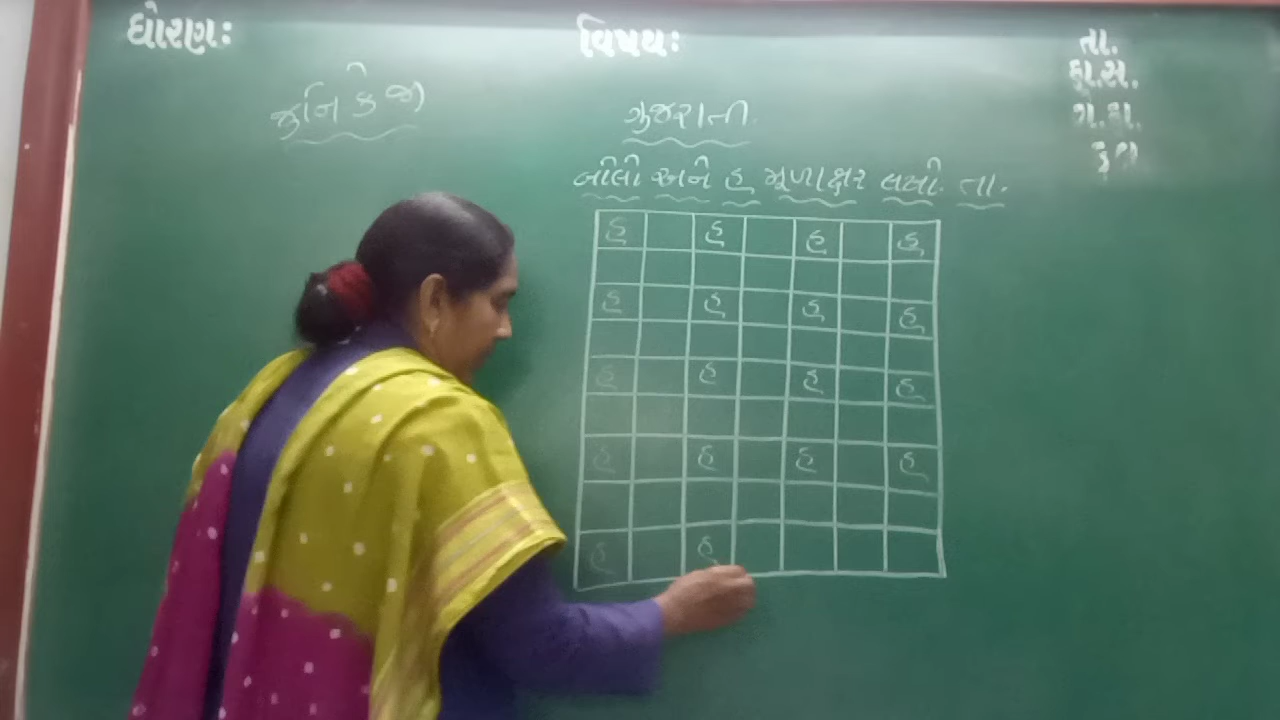 ધોરણઃ વિષયઃ તા.
હા.સ.
ગે.હા.
કુલ
જુનિ કે જી ગુજરાતી.
બોલો અને હ મૂળાક્ષર લખો. તા.
હ હ હ હ
હ હ હ હ
હ હ હ હ
હ હ હ હ
હ હ